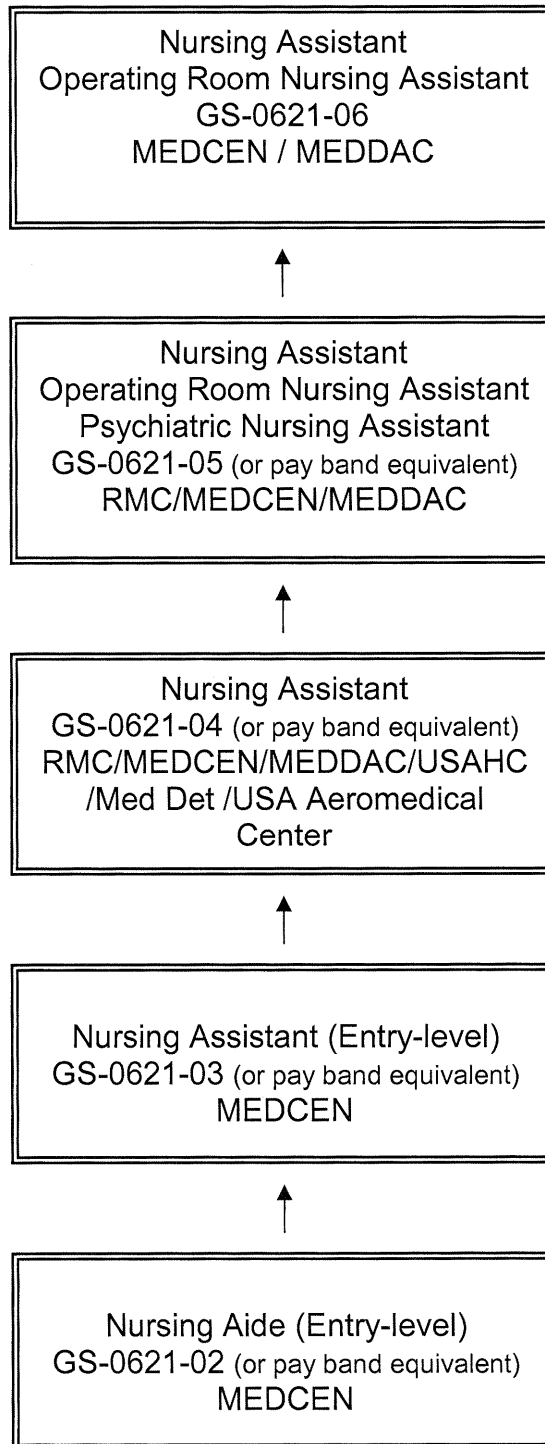 Nursing Assistant
Operating Room Nursing Assistant
GS-0621-06
MEDCEN / MEDDAC
Nursing Assistant
Operating Room Nursing Assistant
Psychiatric Nursing Assistant
GS-0621-05 (or pay band equivalent)
RMC/MEDCEN/MEDDAC
Nursing Assistant
GS-0621-04 (or pay band equivalent)
RMC/MEDCEN/MEDDAC/USAHC
/Med Det /USA Aeromedical
Center
Nursing Assistant (Entry-level)
GS-0621-03 (or pay band equivalent)
MEDCEN
Nursing Aide (Entry-level)
GS-0621-02 (or pay band equivalent)
MEDCEN